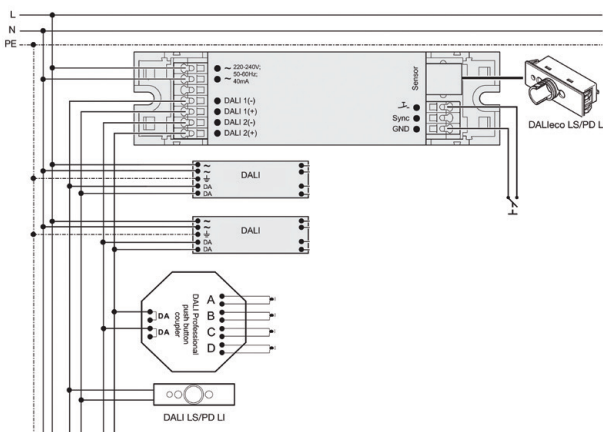 L
N
PE
~ 220-240V;
50-60Hz;
~ 40mA
DALI 1(-)
DALI 1(+)
DALI 2(-)
DALI 2(+)
Sensor
Sync
GND
DALIeco LS/PD L
~
~
DA
DA
DALI
~
~
DA
DA
DALI
DA
DA
DALI Professional
push button
coupler
A
B
C
D
DALI LS/PD LI